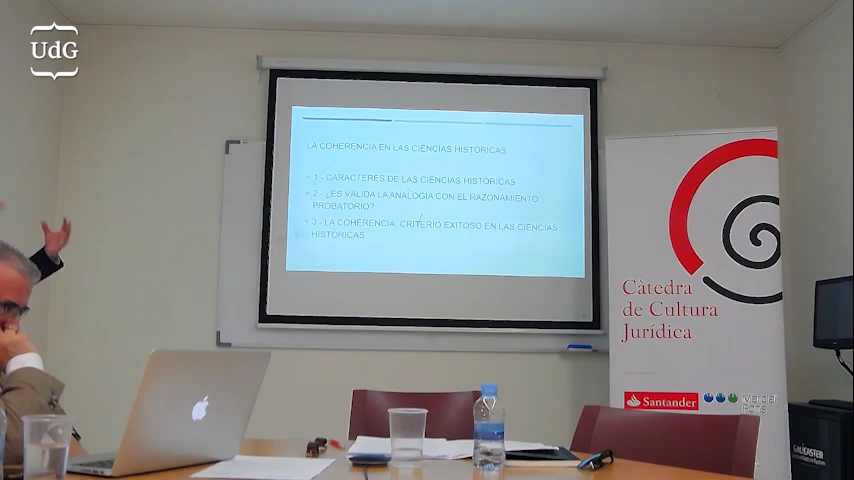 UdG
LA COHERENCIA EN LAS CIENCIAS HISTÓRICAS
1.- CARACTERES DE LAS CIENCIAS HISTÓRICAS
2.- ¿ES VÁLIDA LA ANALOGÍA CON EL RAZONAMIENTO
PROBATORIO?
3.- LA COHERENCIA CRITERIO EXITOSO EN LAS CIENCIAS
HISTÓRICAS
Càtedra
de Cultura
Jurídica
Santander
Marcial
Pons
GALICASTER